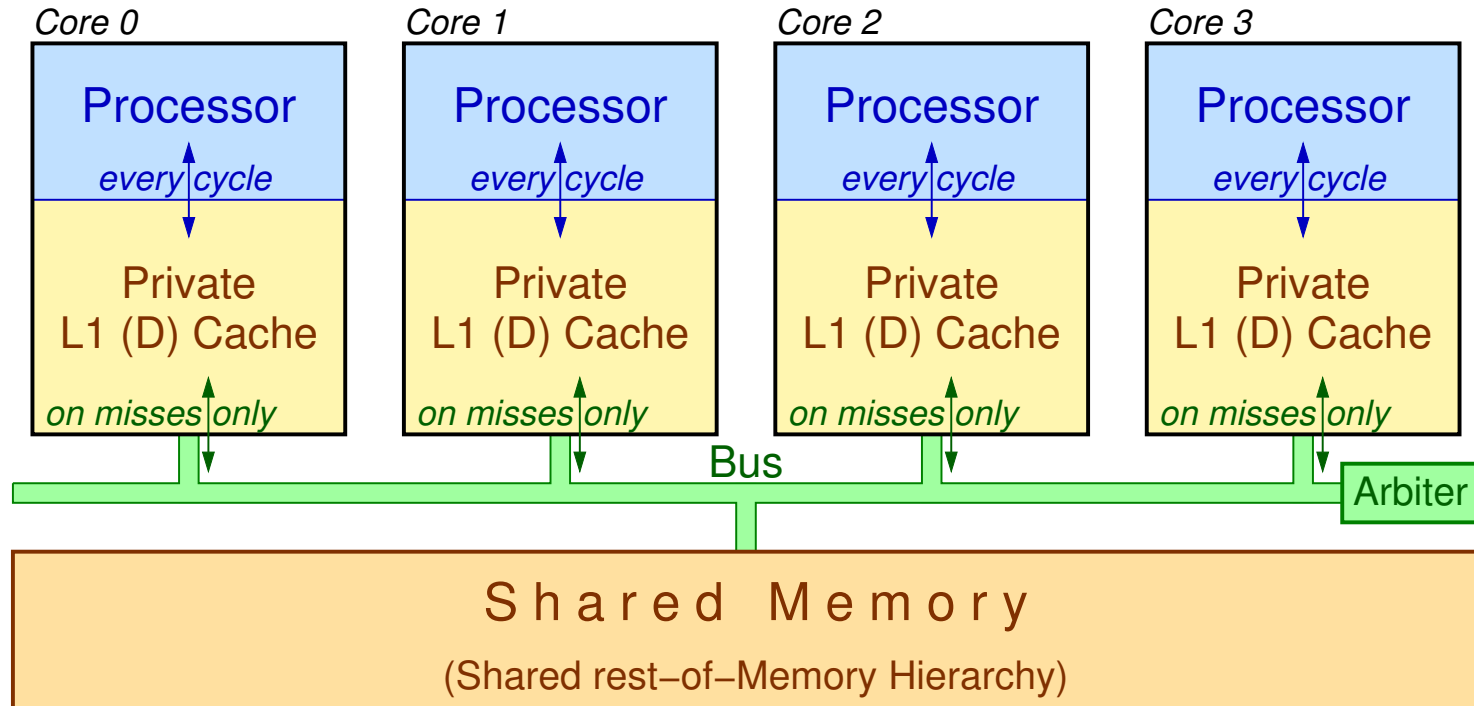 Core 0
Core 1
Core 2
Core 3
Processor
Processor
Processor
Processor
every cycle
every cycle
every cycle
every cycle
Private
L1 (D) Cache
Private
L1 (D) Cache
Private
L1 (D) Cache
Private
L1 (D) Cache
on misses only
on misses only
on misses only
on misses only
Bus
Arbiter
Shared Memory
(Shared rest−of−Memory Hierarchy)